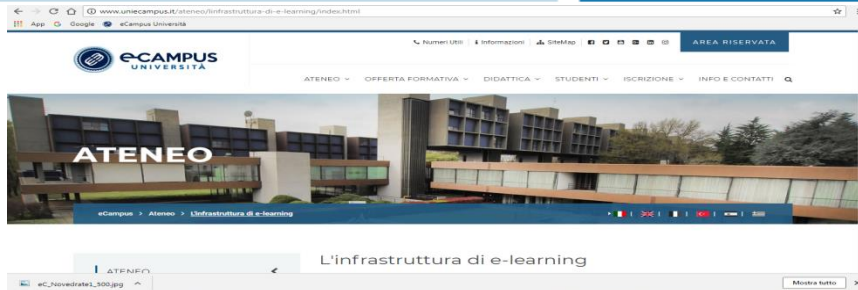 www.uniecampus.it/ateneo/linfrastruttura-di-e-learning/index.html
App G Google eCampus Università
Numeri Utili Informazioni SiteMap AREA RISERVATA
eCAMPUS
UNIVERSITÀ
ATENEO OFFERTA FORMATIVA DIDATTICA STUDENTI ISCRIZIONE INFO E CONTATTI
ATENEO
eCampus > Ateneo > L'infrastruttura di e-learning
L'infrastruttura di e-learning
ATENEO
eC_Novedrate1_500.jpg
Mostra tutto